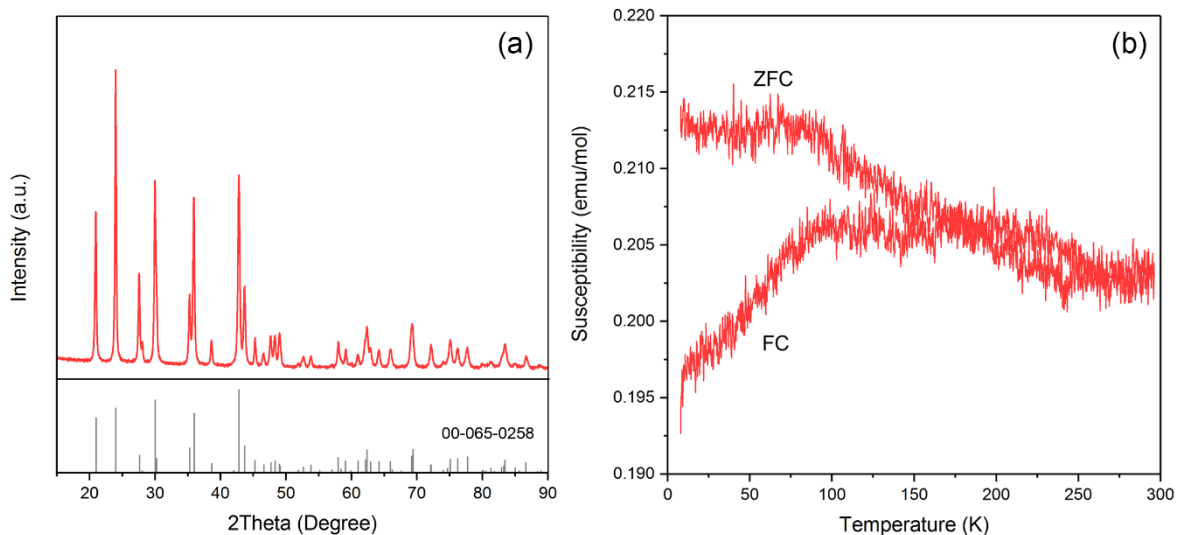 (a)
Intensity (a.u.)
00-065-0258
20 30 40 50 60 70 80 90
2Theta (Degree)
(b)
0.220
0.215
0.210
0.205
0.200
0.195
0.190
Susceptibility (emu/mol)
ZFC
FC
0 50 100 150 200 250 300
Temperature (K)